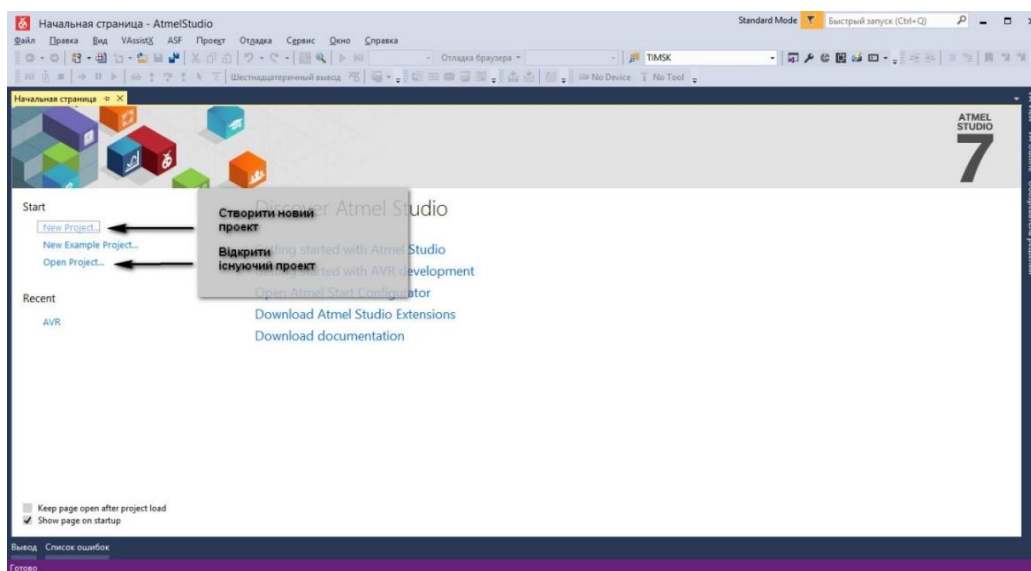 Начальная страница - AtmelStudio
Standard Mode
Быстрый запуск (Ctrl+Q)
Файл Правка Вид VAssistX ASF Проект Отладка Сервис Окно Справка
Отладка браузера
TIMSK
Шестнадцатеричный вывод
No Device No Tool
Начальная страница
ATMEL
STUDIO
7
Start
New Project...
New Example Project...
Open Project...
Recent
AVR
Створити новий
проект
Відкрити
існуючий проект
Discover Atmel Studio
Getting started with Atmel Studio
Getting started with AVR development
Open Atmel Start Configurator
Download Atmel Studio Extensions
Download documentation
Keep page open after project load
Show page on startup
Вывод Список ошибок
Готово